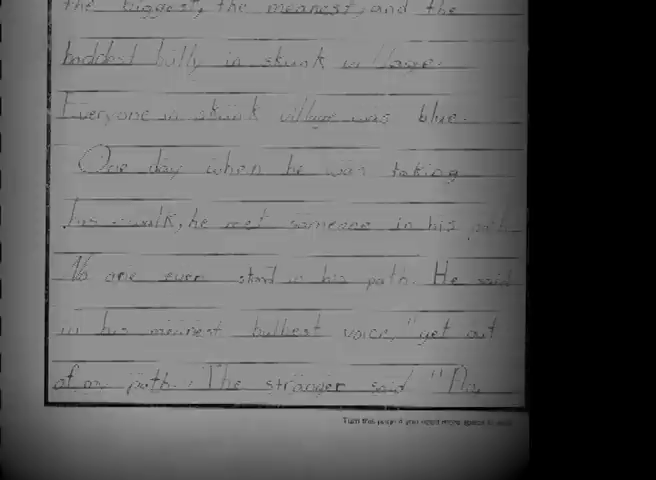 the biggest, the meanest, and the
baddest bully in skunk village.
Everyone in skunk village was blue.
One day when he was taking
his walk, he met someone in his path
No one ever stand in his path. He said
in his meanest bulliest voice, "get out
of my path. The stranger said "No,
Turn this page if you need more space to write.